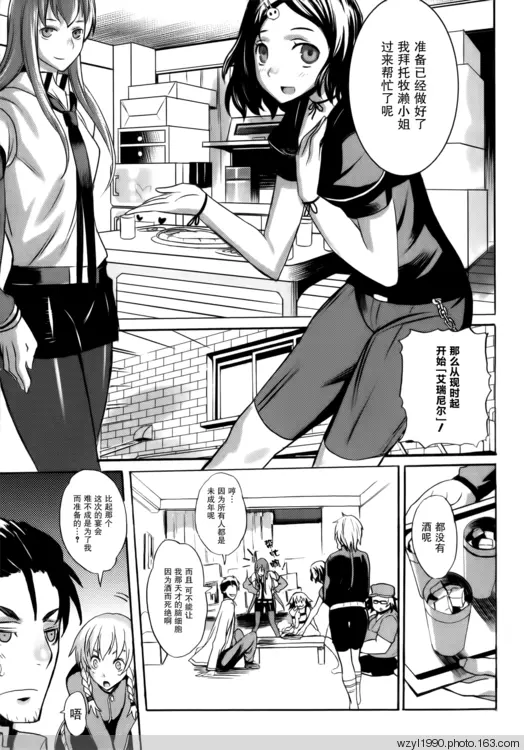 准备已经做好了
我拜托牧濑小姐
过来帮忙了呢
那么从现时起
开始「艾瑞尼尔」!
都没有
酒呢
哼…
因为所有人都是
未成年呢
而且 可不能让
我那天才的脑细胞
因为酒而死绝啊
比起那个
这次的宴会
难不成是为了我
而准备的…?
唔
wzyl1990.photo.163.com